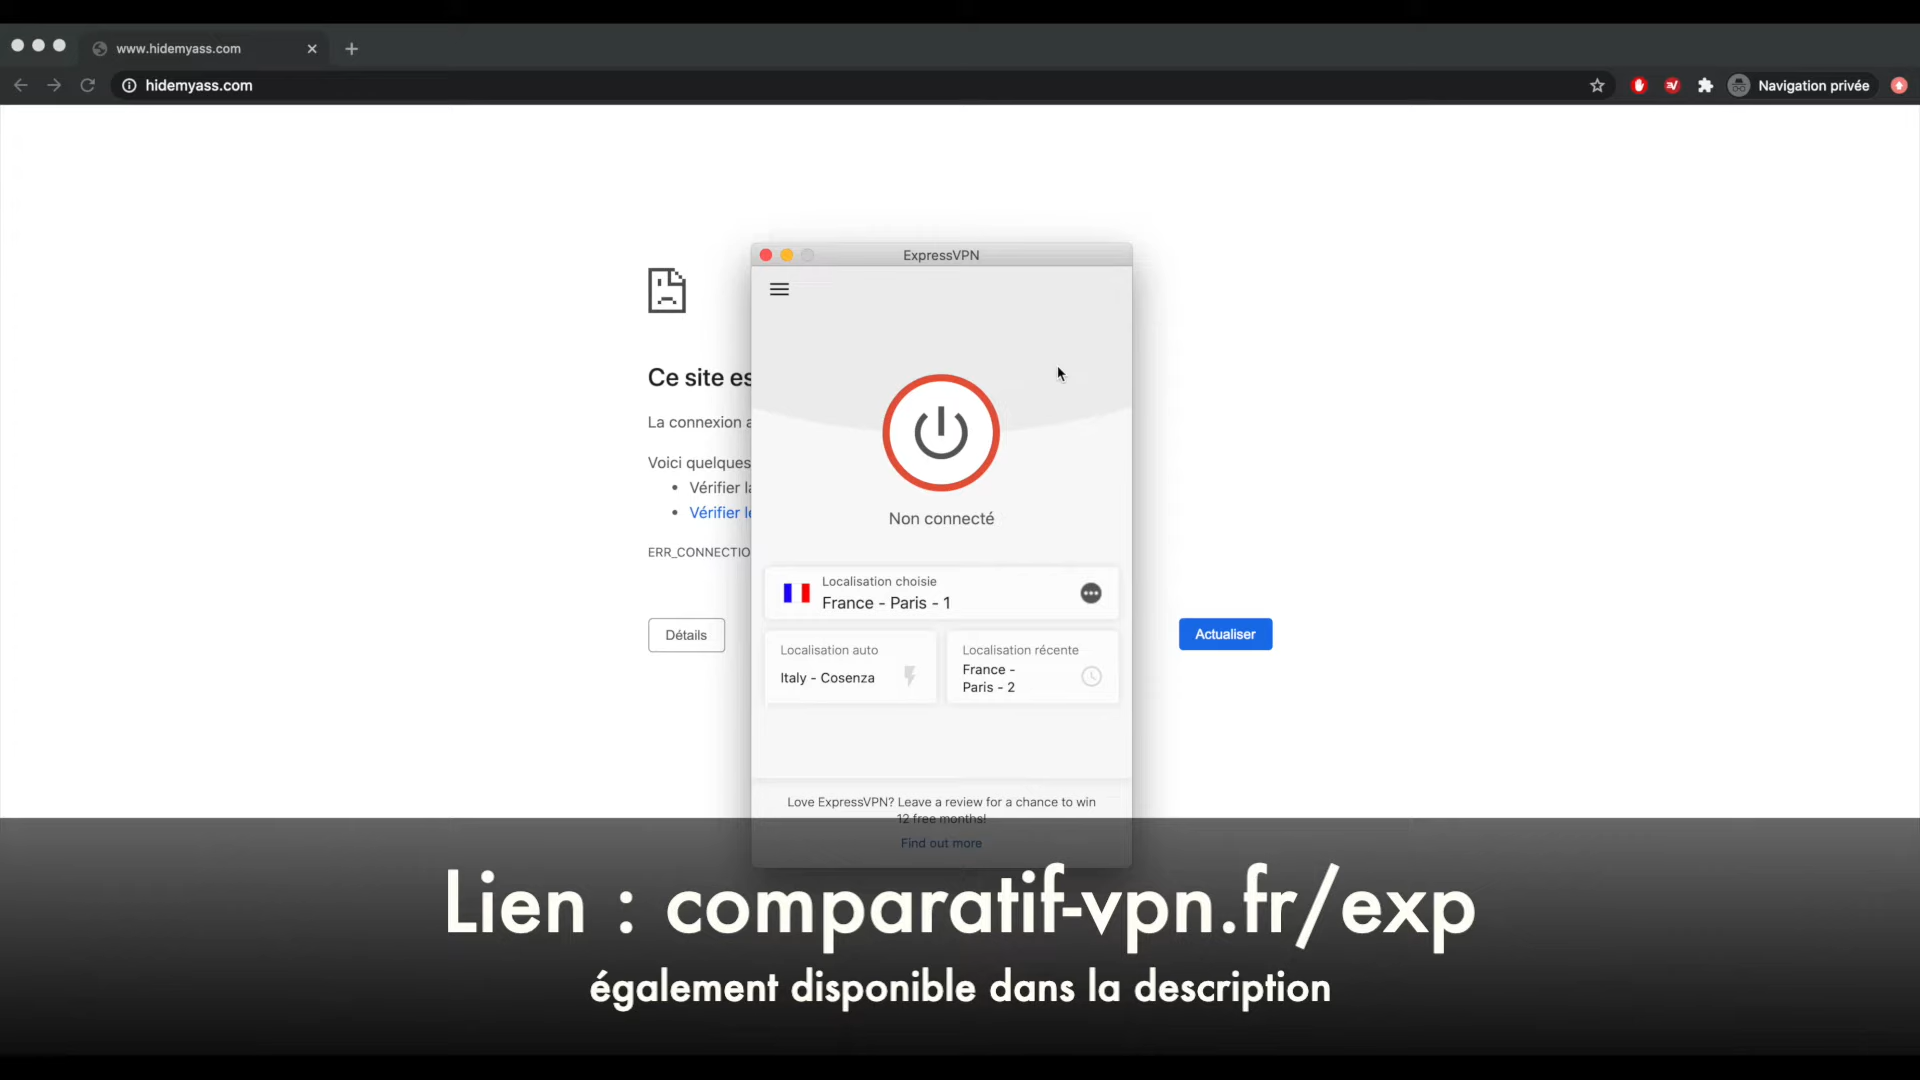 www.hidemyass.com
hidemyass.com
Navigation privée
ExpressVPN
Ce site es
La connexion a
Voici quelques
• Vérifier la
• Vérifier le
ERR_CONNECTIO
Détails
Actualiser
Non connecté
Localisation choisie
France - Paris - 1
Localisation auto
Italy - Cosenza
Localisation récente
France -
Paris - 2
Love ExpressVPN? Leave a review for a chance to win
12 free months!
Find out more
Lien : comparatif-vpn.fr/exp
également disponible dans la description